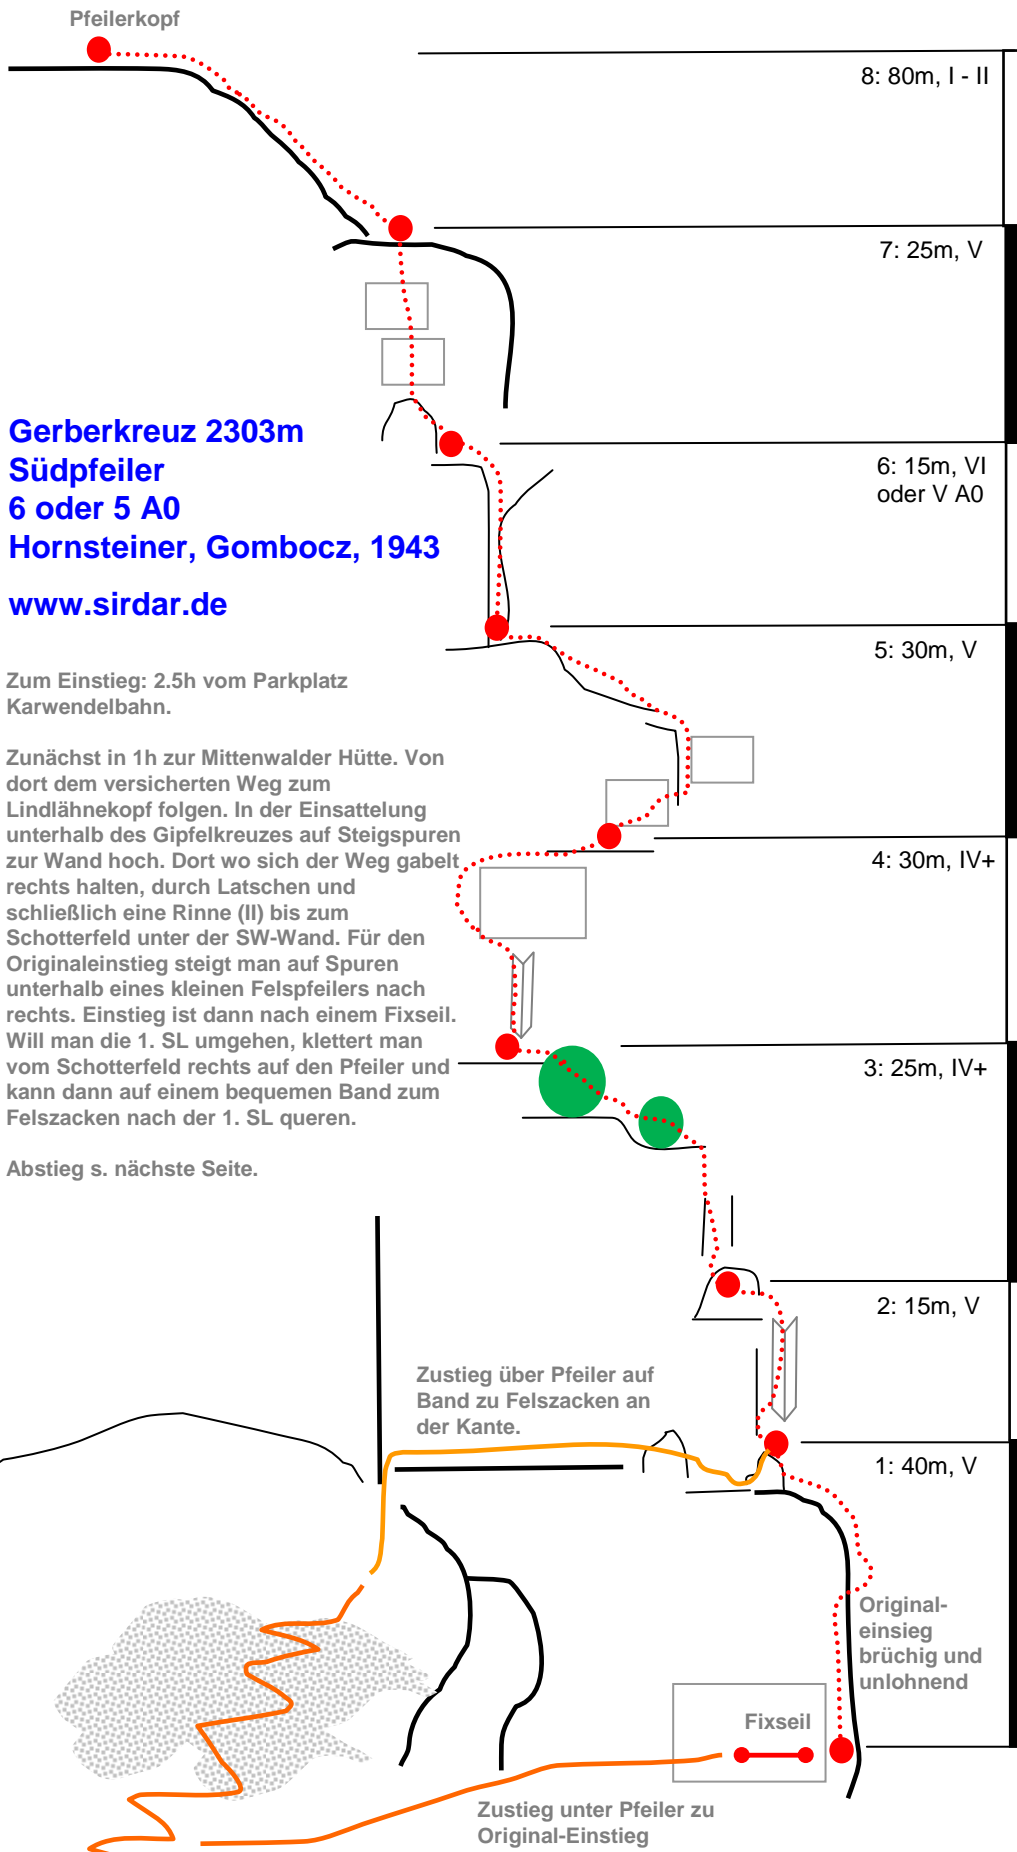 Pfeilerkopf
8: 80m, I - II
7: 25m, V
Gerberkreuz 2303m
Südpfeiler
6 oder 5 A0
Hornsteiner, Gombocz, 1943
www.sirdar.de
6: 15m, VI
oder V A0
5: 30m, V
Zum Einstieg: 2.5h vom Parkplatz
Karwendelbahn.
Zunächst in 1h zur Mittenwalder Hütte. Von
dort dem versicherten Weg zum
Lindlähnekopf folgen. In der Einsattelung
unterhalb des Gipfelkreuzes auf Steigspuren
zur Wand hoch. Dort wo sich der Weg gabelt
rechts halten, durch Latschen und
schließlich eine Rinne (II) bis zum
Schotterfeld unter der SW-Wand. Für den
Originaleinstieg steigt man auf Spuren
unterhalb eines kleinen Felspfeilers nach
rechts. Einstieg ist dann nach einem Fixseil.
Will man die 1. SL umgehen, klettert man
vom Schotterfeld rechts auf den Pfeiler und
kann dann auf einem bequemen Band zum
Felszacken nach der 1. SL queren.
Abstieg s. nächste Seite.
4: 30m, IV+
3: 25m, IV+
2: 15m, V
Zustieg über Pfeiler auf
Band zu Felszacken an
der Kante.
1: 40m, V
Original-
einsieg
brüchig und
unlohnend
Fixseil
Zustieg unter Pfeiler zu
Original-Einstieg